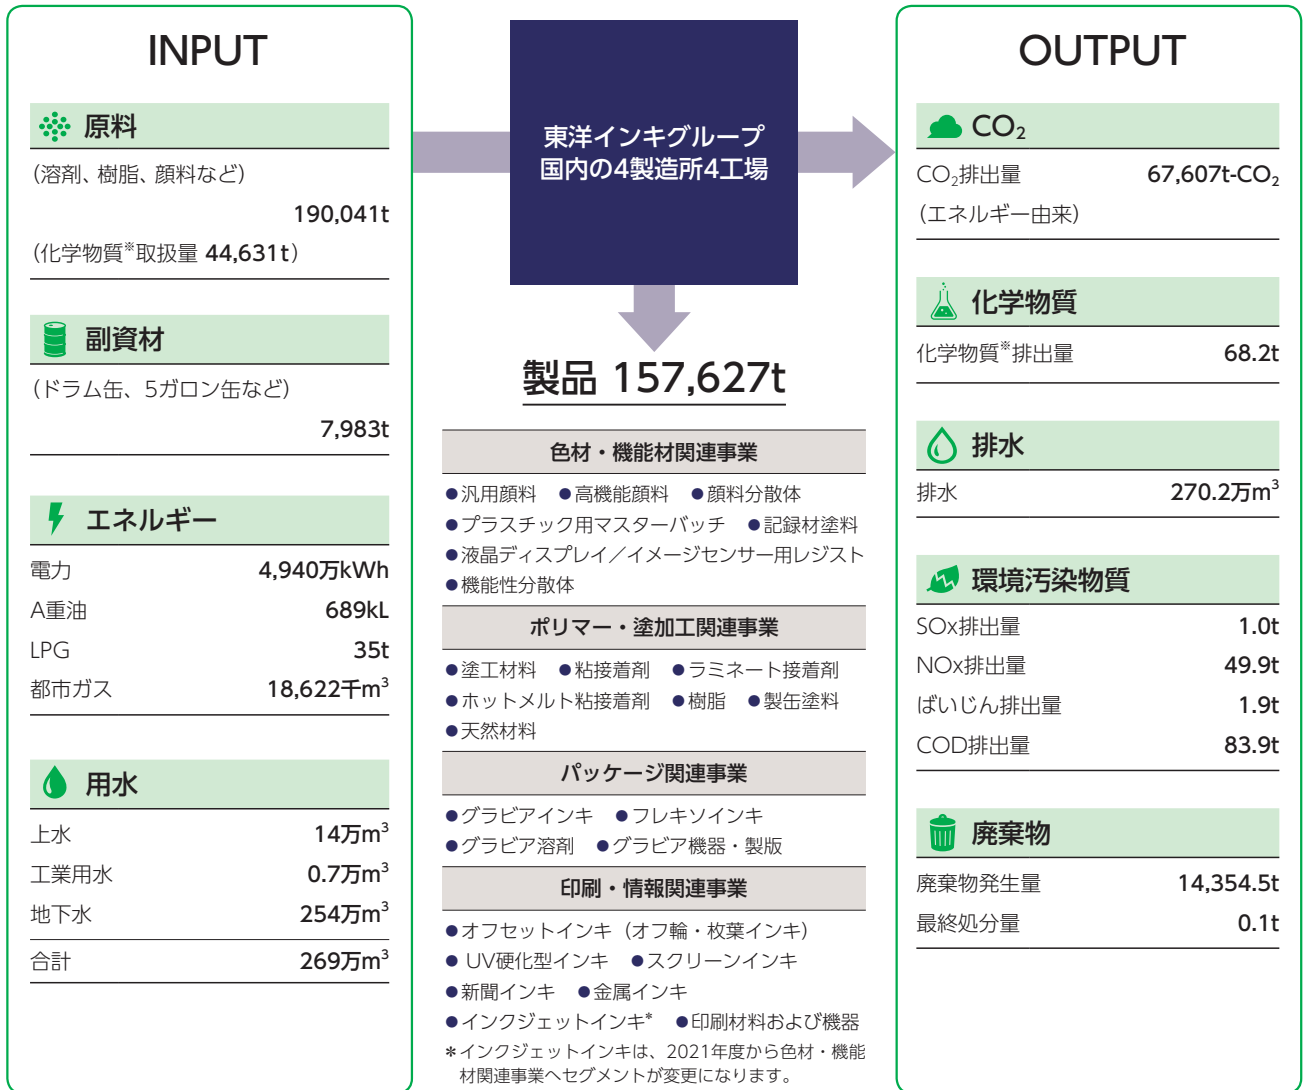 INPUT
原料
（溶剤、樹脂、顔料など）
190,041t
（化学物質※取扱量 44,631t）
副資材
（ドラム缶、5ガロン缶など）
7,983t
エネルギー
電力 4,940万kWh
A重油 689kL
LPG 35t
都市ガス 18,622千m³
用水
上水 14万m³
工業用水 0.7万m³
地下水 254万m³
合計 269万m³
東洋インキグループ
国内の4製造所4工場
製品 157,627t
色材・機能材関連事業
●汎用顔料 ●高機能顔料 ●顔料分散体
●プラスチック用マスターバッチ ●記録材塗料
●液晶ディスプレイ／イメージセンサー用レジスト
●機能性分散体
ポリマー・塗加工関連事業
●塗工材料 ●粘接着剤 ●ラミネート接着剤
●ホットメルト粘接着剤 ●樹脂 ●製缶塗料
●天然材料
パッケージ関連事業
●グラビアインキ ●フレキソインキ
●グラビア溶剤 ●グラビア機器・製版
印刷・情報関連事業
●オフセットインキ（オフ輪・枚葉インキ）
●UV硬化型インキ ●スクリーンインキ
●新聞インキ ●金属インキ
●インクジェットインキ* ●印刷材料および機器
＊インクジェットインキは、2021年度から色材・機能
材関連事業へセグメントが変更になります。
OUTPUT
CO₂
CO₂排出量 67,607t-CO₂
（エネルギー由来）
化学物質
化学物質※排出量 68.2t
排水
排水 270.2万m³
環境汚染物質
SOx排出量 1.0t
NOx排出量 49.9t
ばいじん排出量 1.9t
COD排出量 83.9t
廃棄物
廃棄物発生量 14,354.5t
最終処分量 0.1t